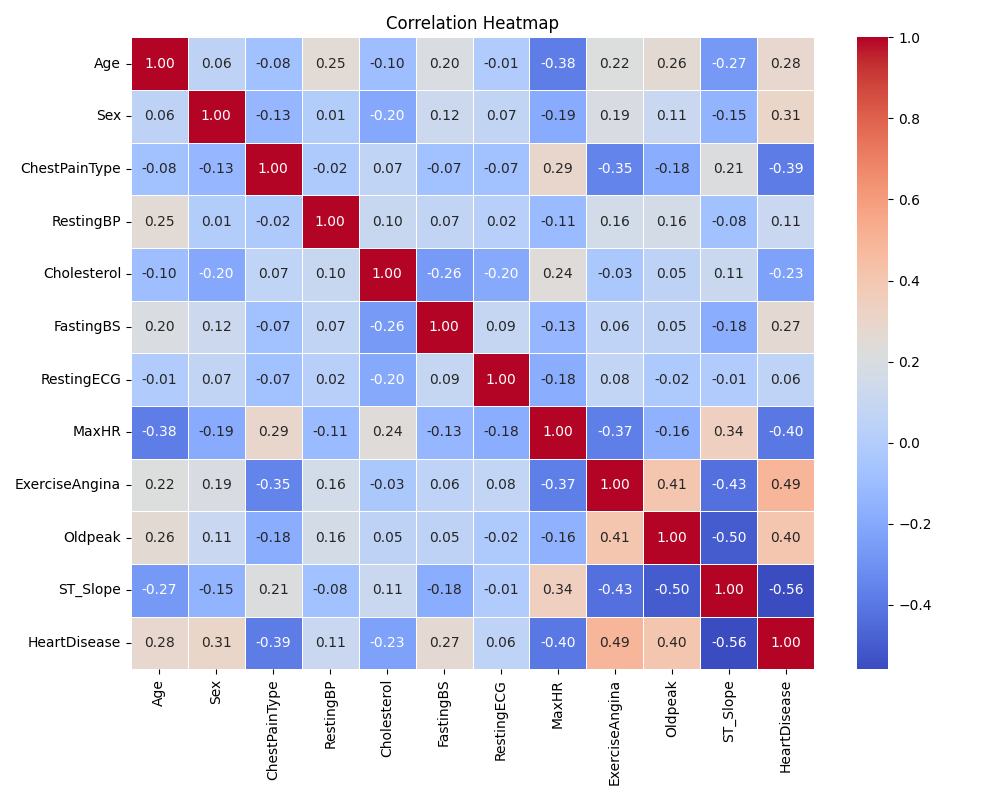 Correlation Heatmap
Age 1.00 0.06 -0.08 0.25 -0.10 0.20 -0.01 -0.38 0.22 0.26 -0.27 0.28
Sex 0.06 1.00 -0.13 0.01 -0.20 0.12 0.07 -0.19 0.19 0.11 -0.15 0.31
ChestPainType -0.08 -0.13 1.00 -0.02 0.07 -0.07 -0.07 0.29 -0.35 -0.18 0.21 -0.39
RestingBP 0.25 0.01 -0.02 1.00 0.10 0.07 0.02 -0.11 0.16 0.16 -0.08 0.11
Cholesterol -0.10 -0.20 0.07 0.10 1.00 -0.26 -0.20 0.24 -0.03 0.05 0.11 -0.23
FastingBS 0.20 0.12 -0.07 0.07 -0.26 1.00 0.09 -0.13 0.06 0.05 -0.18 0.27
RestingECG -0.01 0.07 -0.07 0.02 -0.20 0.09 1.00 -0.18 0.08 -0.02 -0.01 0.06
MaxHR -0.38 -0.19 0.29 -0.11 0.24 -0.13 -0.18 1.00 -0.37 -0.16 0.34 -0.40
ExerciseAngina 0.22 0.19 -0.35 0.16 -0.03 0.06 0.08 -0.37 1.00 0.41 -0.43 0.49
Oldpeak 0.26 0.11 -0.18 0.16 0.05 0.05 -0.02 -0.16 0.41 1.00 -0.50 0.40
ST_Slope -0.27 -0.15 0.21 -0.08 0.11 -0.18 -0.01 0.34 -0.43 -0.50 1.00 -0.56
HeartDisease 0.28 0.31 -0.39 0.11 -0.23 0.27 0.06 -0.40 0.49 0.40 -0.56 1.00
Age Sex ChestPainType RestingBP Cholesterol FastingBS RestingECG MaxHR ExerciseAngina Oldpeak ST_Slope HeartDisease
1.0
0.8
0.6
0.4
0.2
0.0
−0.2
−0.4